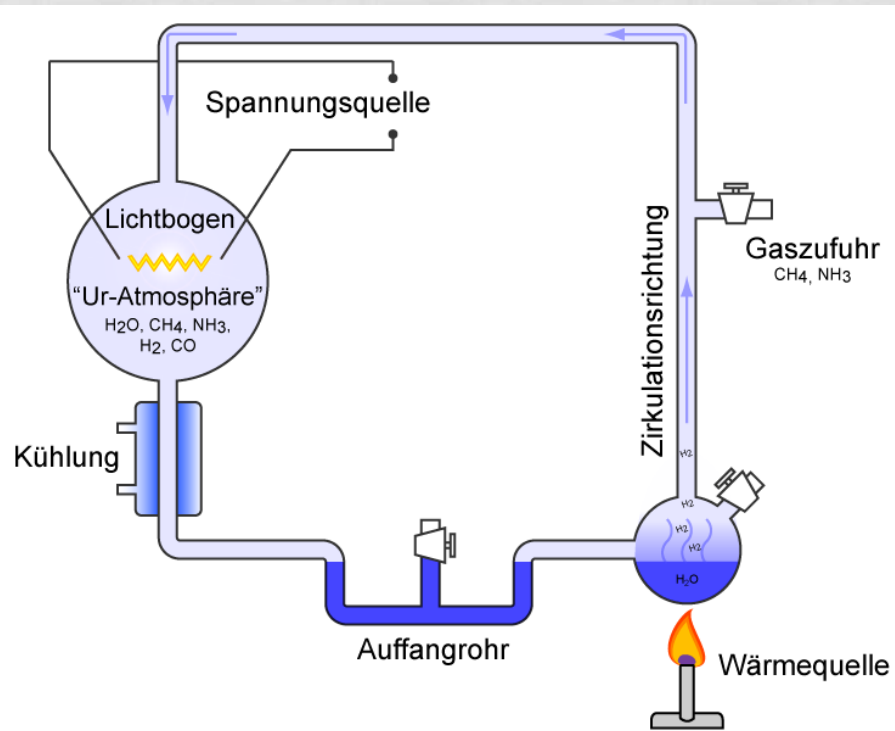 Spannungsquelle
Lichtbogen
“Ur-Atmosphäre”
H2O, CH4, NH3,
H2, CO
Kühlung
Zirkulationsrichtung
Gaszufuhr
CH4, NH3
H2
H2
H2
H2
H₂O
Auffangrohr
Wärmequelle